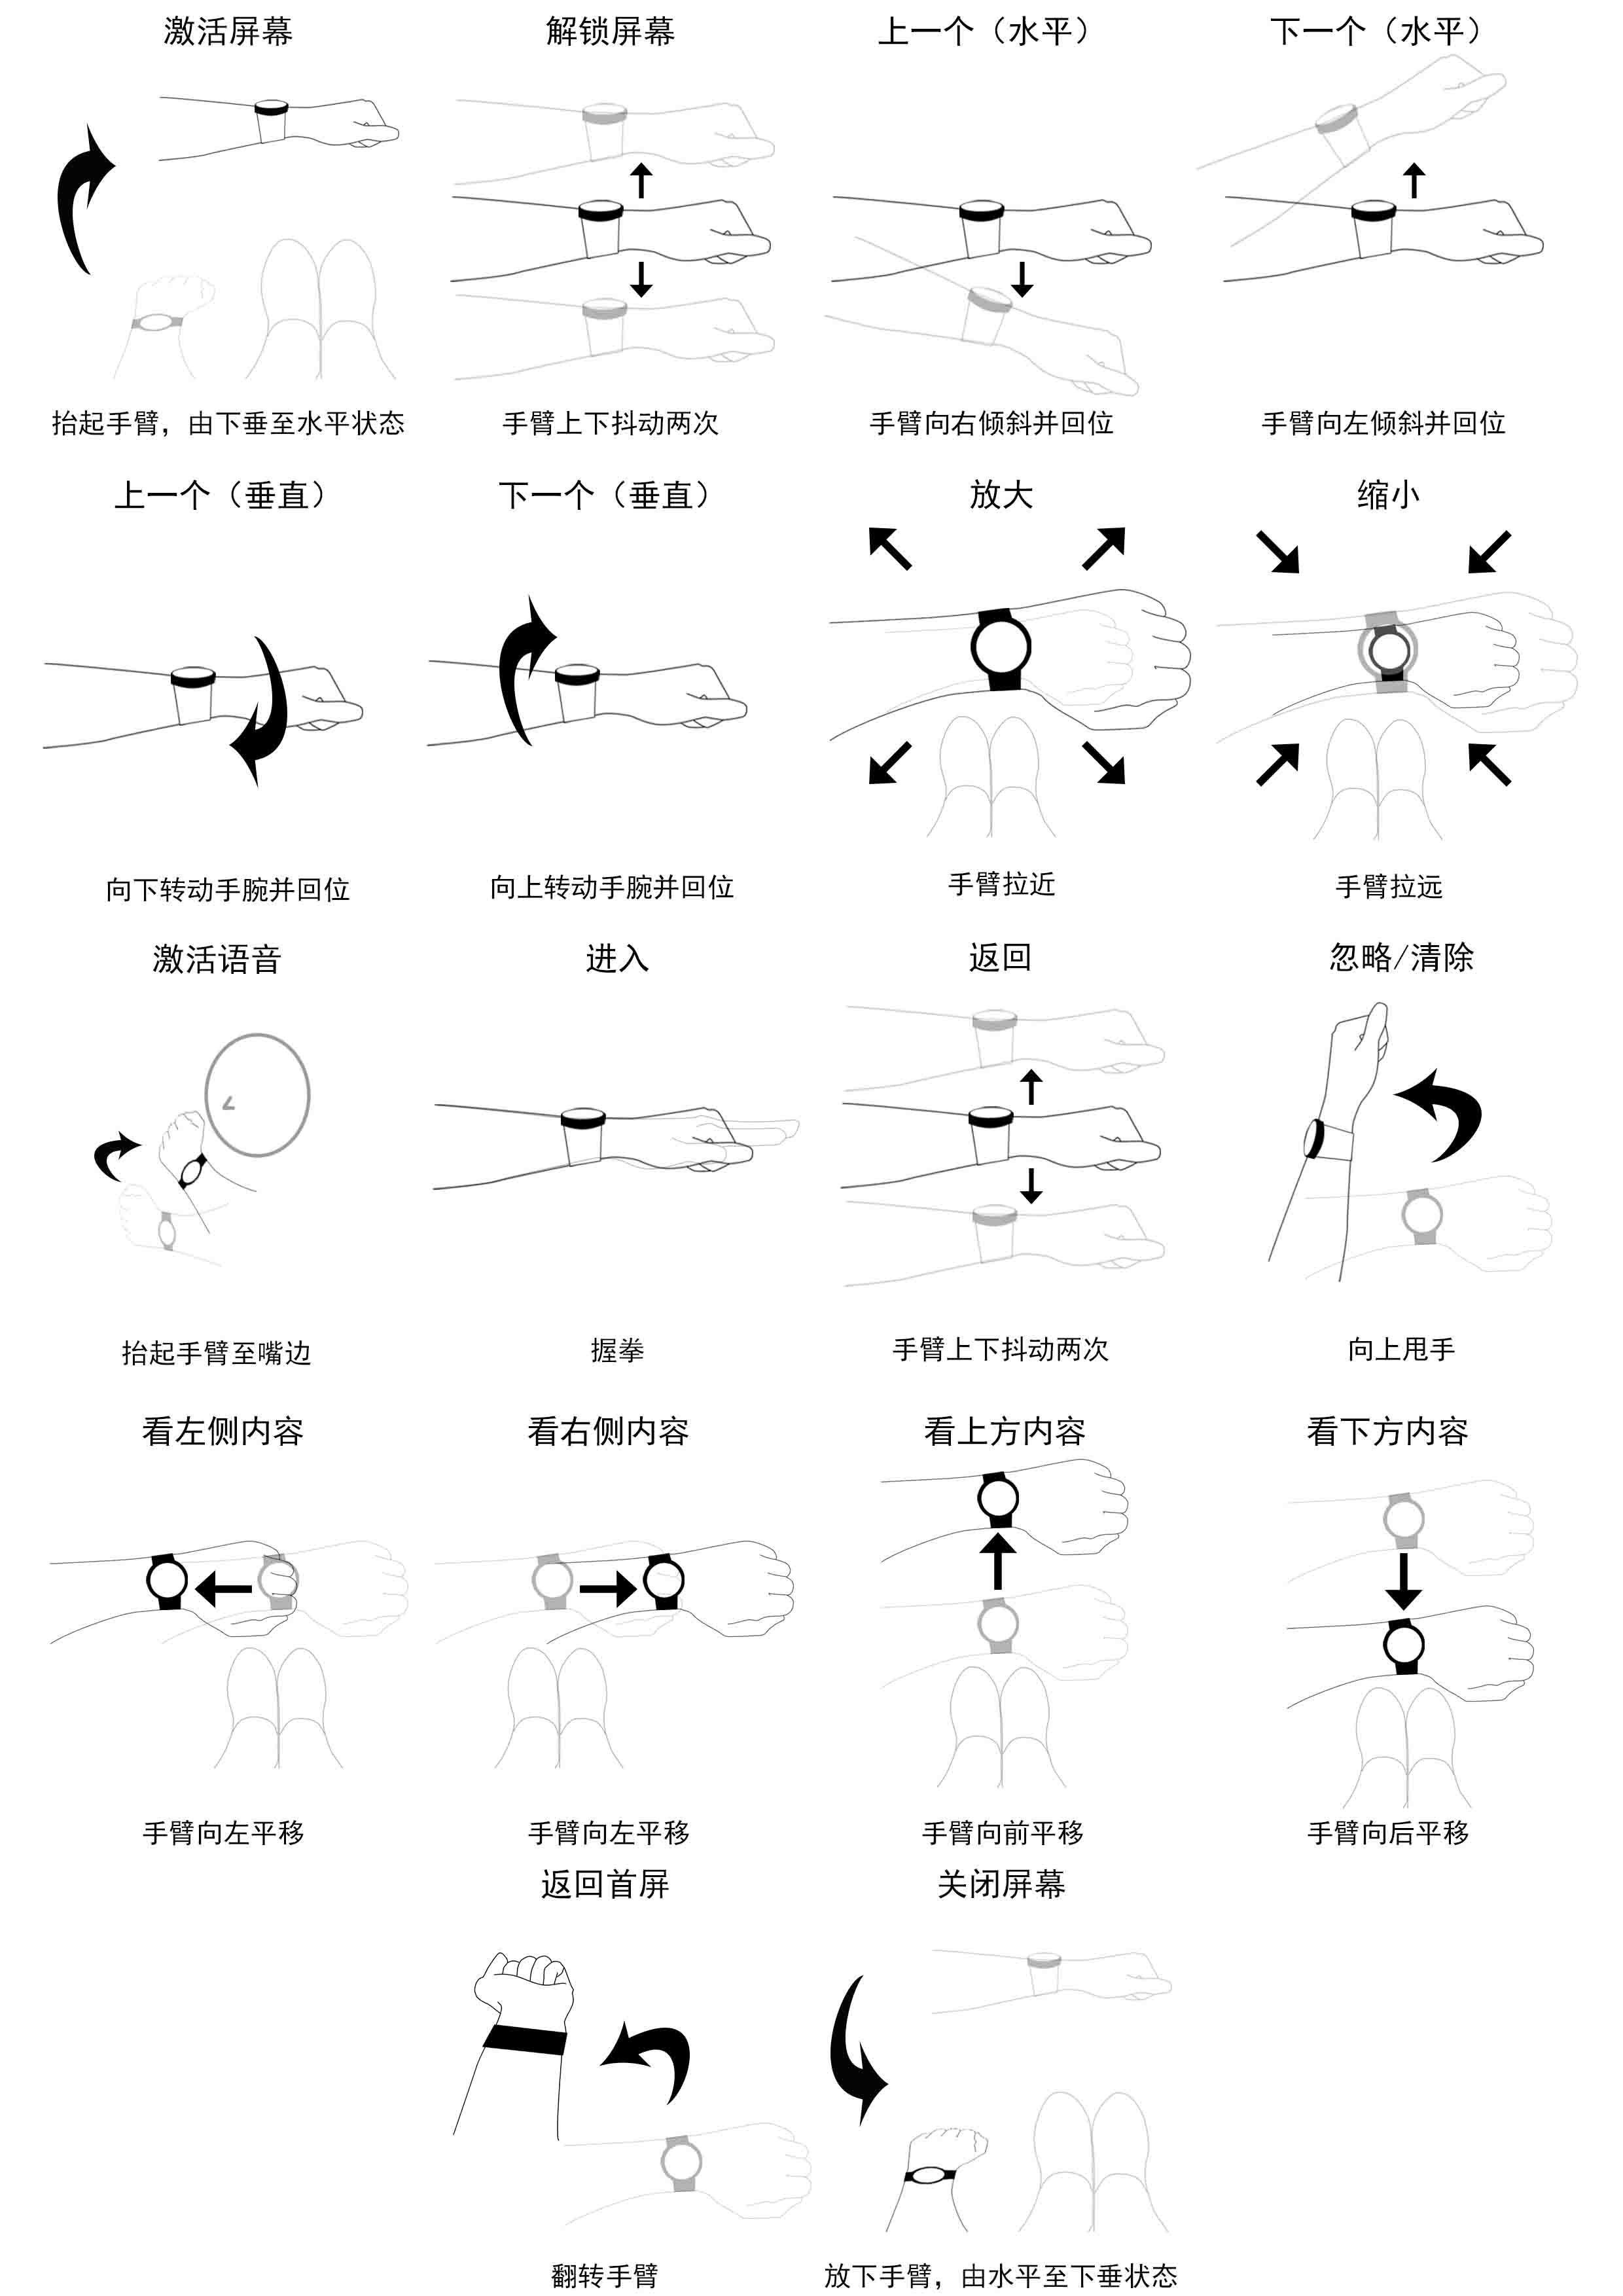 激活屏幕
解锁屏幕
上一个（水平）
下一个（水平）
抬起手臂，由下垂至水平状态
手臂上下抖动两次
手臂向右倾斜并回位
手臂向左倾斜并回位
上一个（垂直）
下一个（垂直）
放大
缩小
向下转动手腕并回位
向上转动手腕并回位
手臂拉近
手臂拉远
激活语音
进入
返回
忽略/清除
抬起手臂至嘴边
握拳
手臂上下抖动两次
向上甩手
看左侧内容
看右侧内容
看上方内容
看下方内容
手臂向左平移
手臂向左平移
手臂向前平移
手臂向后平移
返回首屏
关闭屏幕
翻转手臂
放下手臂，由水平至下垂状态